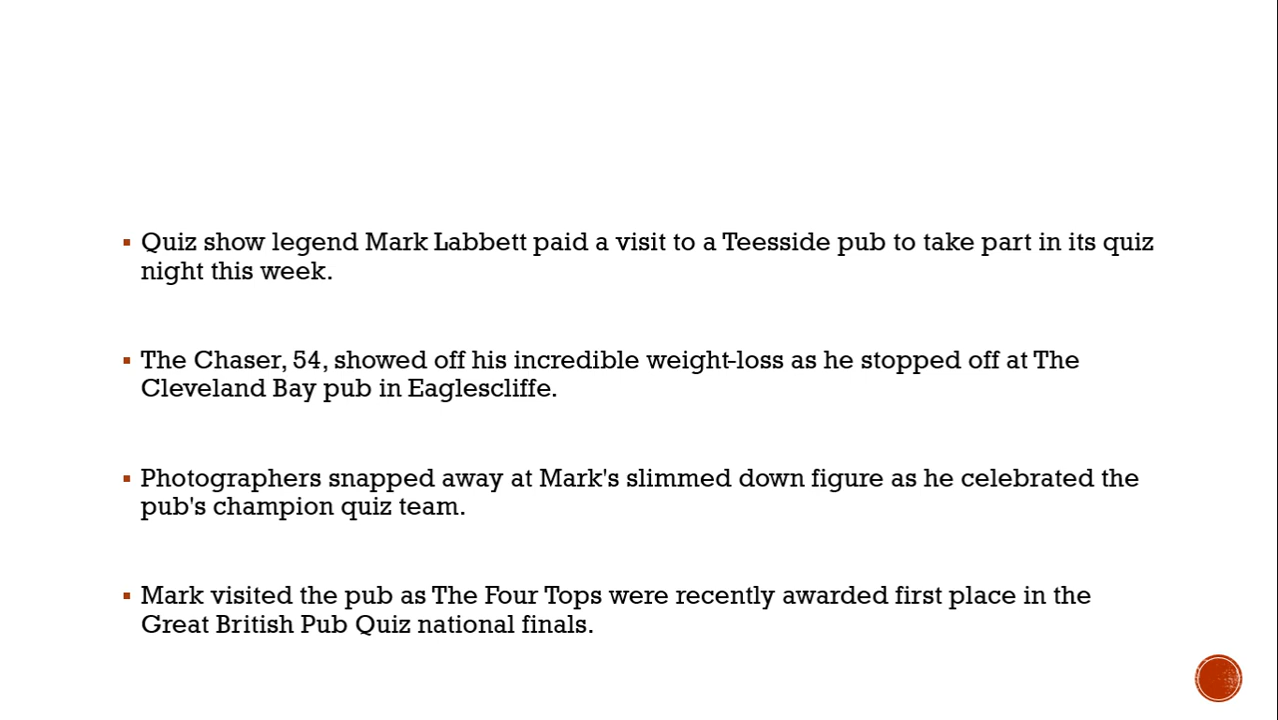 Quiz show legend Mark Labbett paid a visit to a Teesside pub to take part in its quiz
night this week.
The Chaser, 54, showed off his incredible weight-loss as he stopped off at The
Cleveland Bay pub in Eaglescliffe.
Photographers snapped away at Mark's slimmed down figure as he celebrated the
pub's champion quiz team.
Mark visited the pub as The Four Tops were recently awarded first place in the
Great British Pub Quiz national finals.